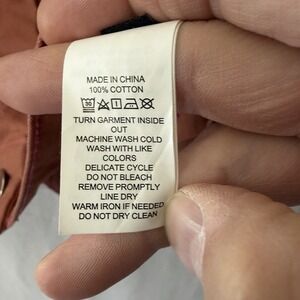 MADE IN CHINA
100% COTTON
30
TURN GARMENT INSIDE
OUT
MACHINE WASH COLD
WASH WITH LIKE
COLORS
DELICATE CYCLE
DO NOT BLEACH
REMOVE PROMPTLY
LINE DRY
WARM IRON IF NEEDED
DO NOT DRY CLEAN